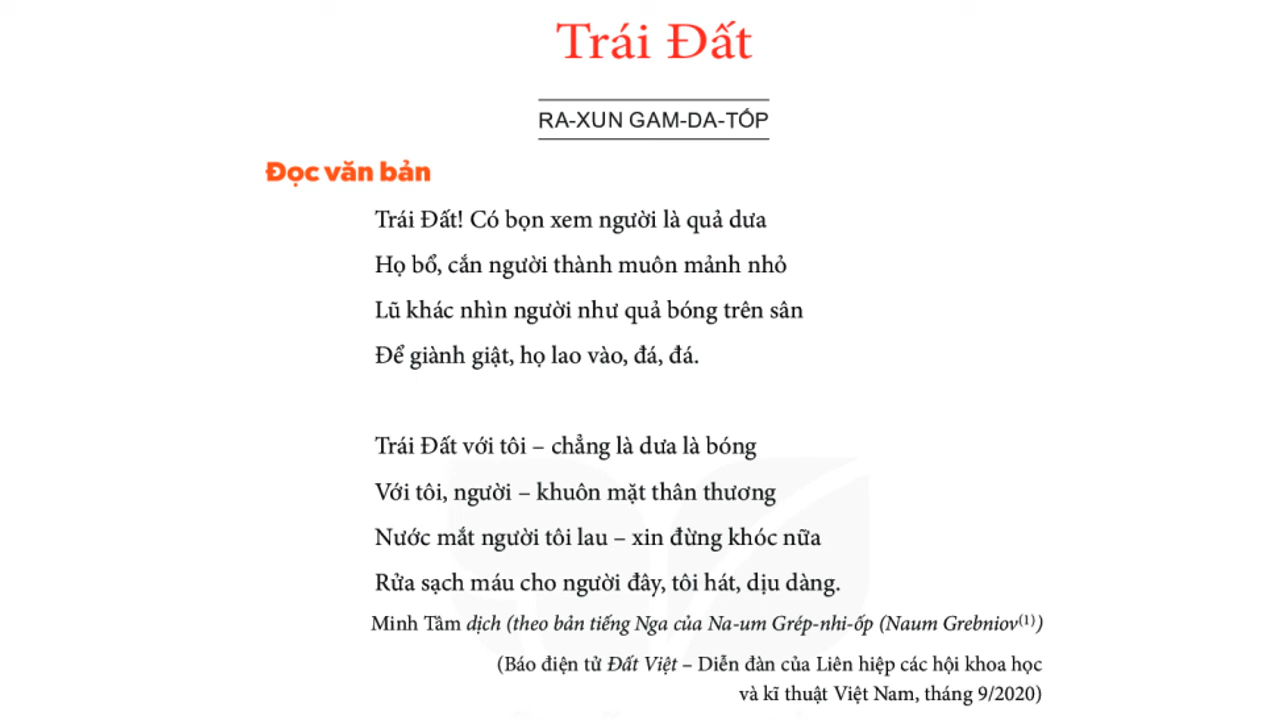 Trái Đất
RA-XUN GAM-DA-TỐP
Đọc văn bản
Trái Đất! Có bọn xem người là quả dưa
Họ bổ, cắn người thành muôn mảnh nhỏ
Lũ khác nhìn người như quả bóng trên sân
Để giành giật, họ lao vào, đá, đá.
Trái Đất với tôi – chẳng là dưa là bóng
Với tôi, người – khuôn mặt thân thương
Nước mắt người tôi lau – xin đừng khóc nữa
Rửa sạch máu cho người đây, tôi hát, dịu dàng.
Minh Tâm dịch (theo bản tiếng Nga của Na-um Grép-nhi-ốp (Naum Grebniov⁽¹⁾)
(Báo điện tử Đất Việt – Diễn đàn của Liên hiệp các hội khoa học
và kĩ thuật Việt Nam, tháng 9/2020)